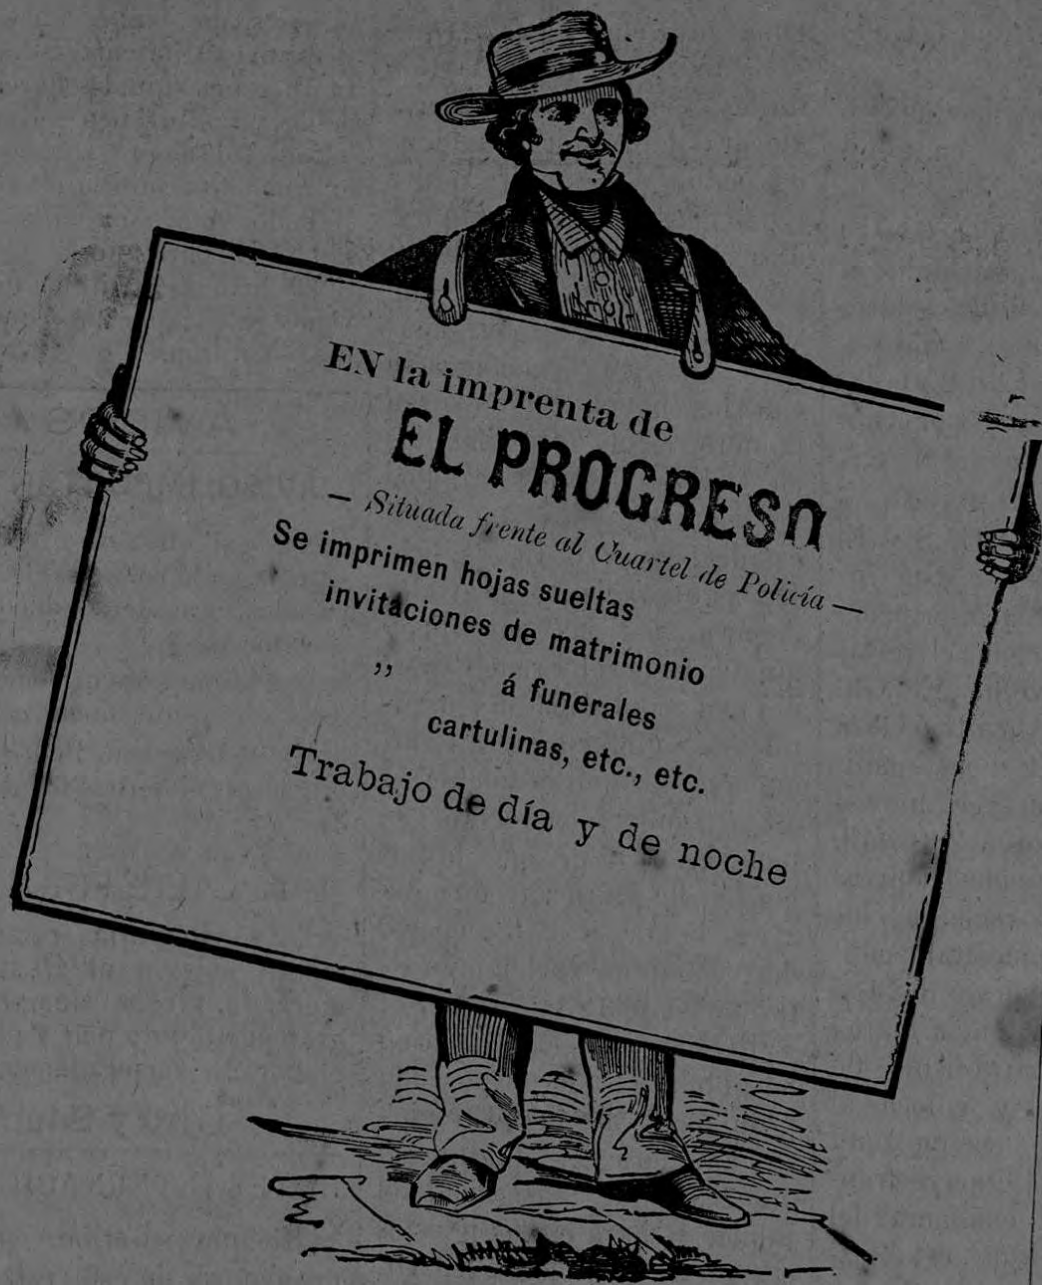 EN la imprenta de
EL PROGRESO
— Situada frente al Cuartel de Policía —
Se imprimen hojas sueltas
invitaciones de matrimonio
,, á funerales
cartulinas, etc., etc.
Trabajo de día y de noche